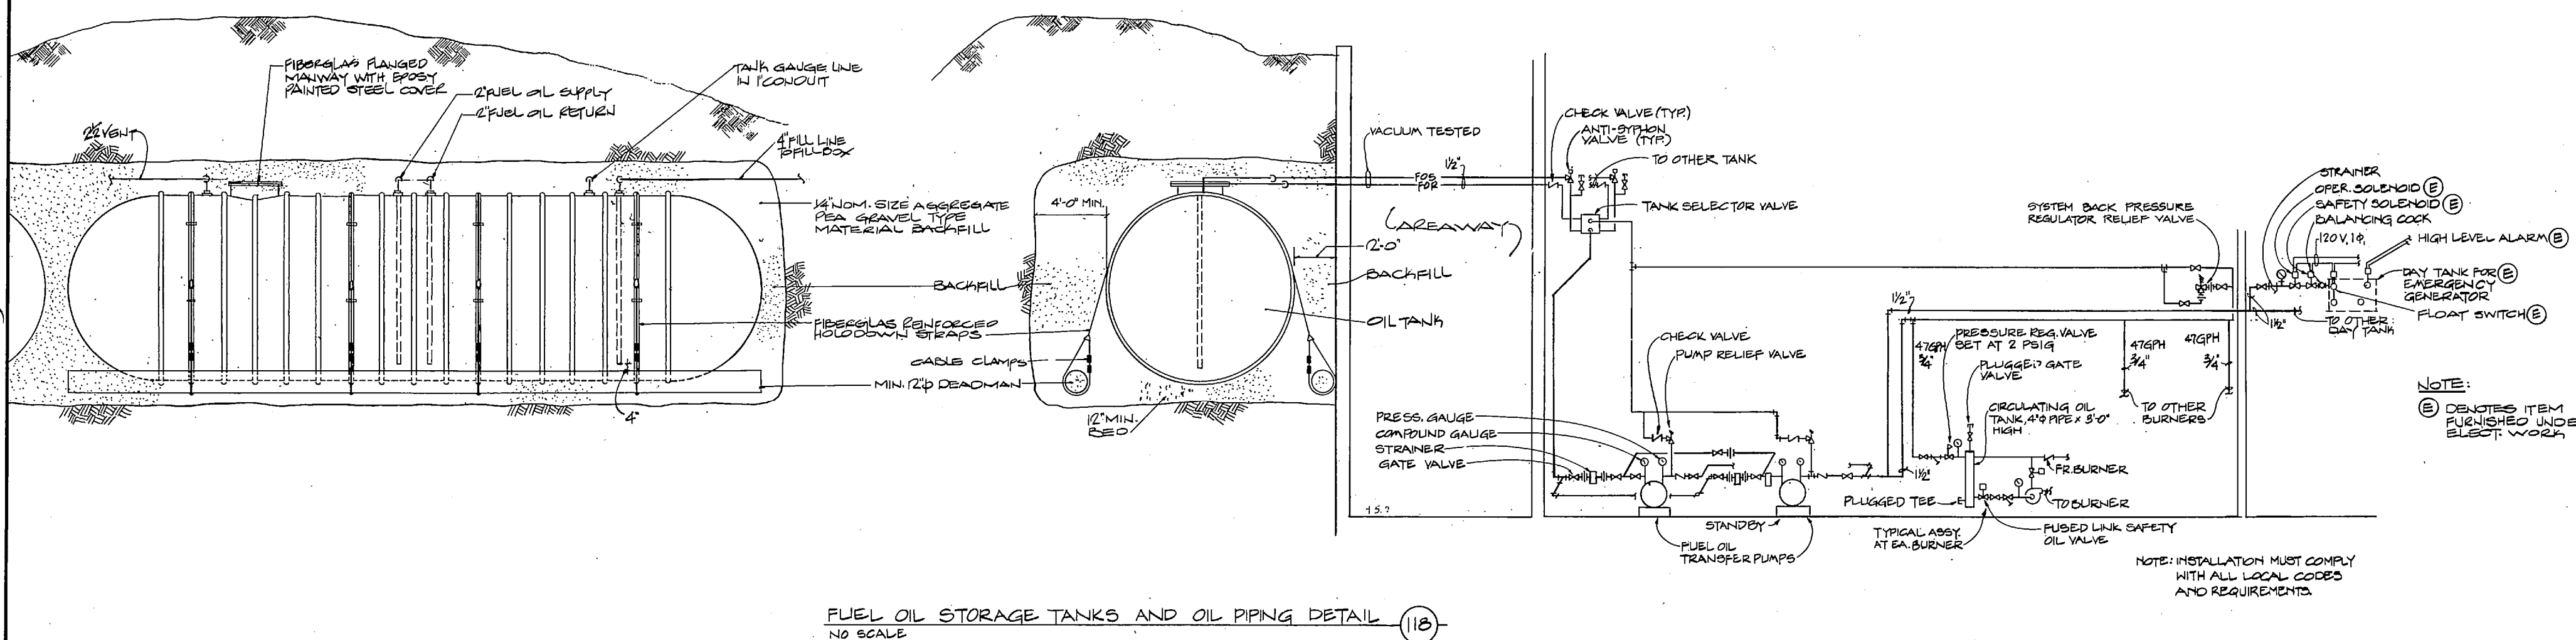 FIBERGLAS FLANGED
MANWAY WITH EPOSY
PAINTED STEEL COVER
2" FUEL OIL SUPPLY
2" FUEL OIL RETURN
TANK GAUGE LINE
IN 1" CONDUIT
2½" VENT
4" FILL LINE
TO FILL BOX
¼" NOM. SIZE AGGREGATE
PEA GRAVEL TYPE
MATERIAL BACKFILL
BACKFILL
FIBERGLAS REINFORCED
HOLDDOWN STRAPS
CABLE CLAMPS
MIN. 12"φ DEADMAN
4"
12" MIN.
BED
4'-0" MIN.
2'-0"
BACKFILL
OIL TANK
VACUUM TESTED
1½"
FOS
FOR
(AREAWAY)
CHECK VALVE (TYP.)
ANTI-SYPHON
VALVE (TYP.)
TO OTHER TANK
TANK SELECTOR VALVE
CHECK VALVE
PUMP RELIEF VALVE
PRESS. GAUGE
COMPOUND GAUGE
STRAINER
GATE VALVE
STANDBY
FUEL OIL
TRANSFER PUMPS
1½"
1½"
47GPH
¾"
PRESSURE REG. VALVE
SET AT 2 PSIG
PLUGGED GATE
VALVE
CIRCULATING OIL
TANK, 4"φ PIPE x 3'-0"
HIGH
47GPH
¾"
47GPH
¾"
TO OTHER
BURNERS
FR. BURNER
TO BURNER
PLUGGED TEE
TYPICAL ASSY.
AT EA. BURNER
FUSED LINK SAFETY
OIL VALVE
SYSTEM BACK PRESSURE
REGULATOR RELIEF VALVE
STRAINER
OPER. SOLENOID (E)
SAFETY SOLENOID (E)
BALANCING COCK
120 V, 1φ
HIGH LEVEL ALARM (E)
DAY TANK FOR (E)
EMERGENCY
GENERATOR
FLOAT SWITCH (E)
1½"
TO OTHER
DAY TANK
NOTE:
(E) DENOTES ITEM
FURNISHED UNDE
ELECT. WORK
NOTE: INSTALLATION MUST COMPLY
WITH ALL LOCAL CODES
AND REQUIREMENTS.
FUEL OIL STORAGE TANKS AND OIL PIPING DETAIL 118
NO SCALE